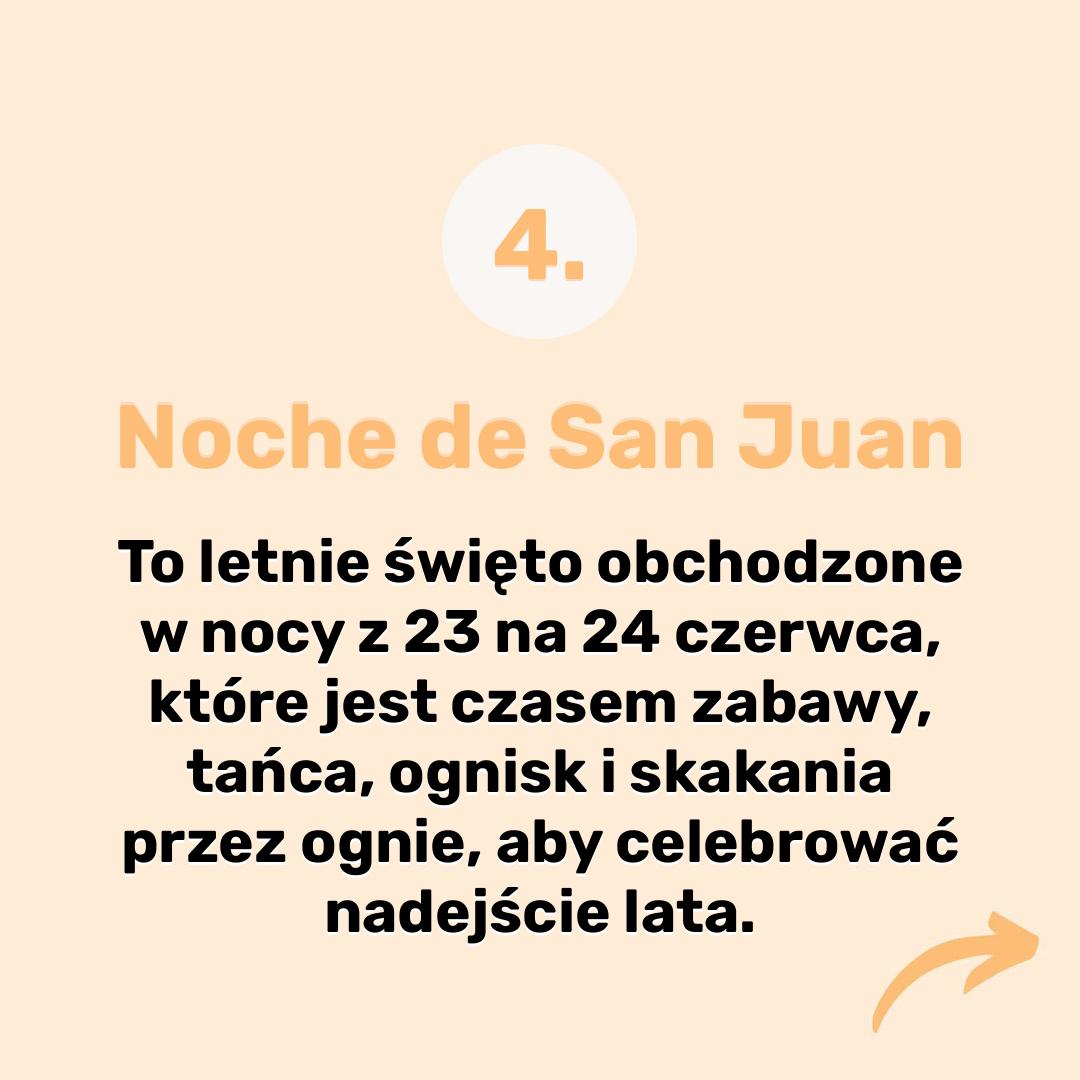 4.
Noche de San Juan
To letnie święto obchodzone
w nocy z 23 na 24 czerwca,
które jest czasem zabawy,
tańca, ognisk i skakania
przez ognie, aby celebrować
nadejście lata.